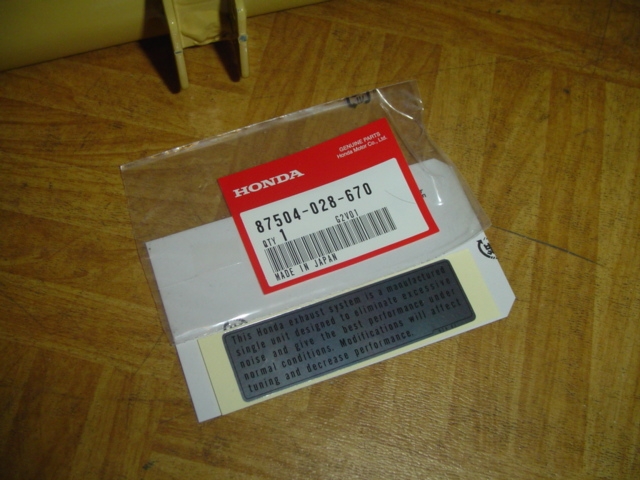 GENUINE PARTS
Honda Motor Co., Ltd.
HONDA
87504-028-670
G2V01
QTY 1
MADE IN JAPAN
This Honda exhaust system is a manufactured
single unit designed to eliminate excessive
noise and give the best performance under
normal conditions. Modifications will affect
tuning and decrease performance.